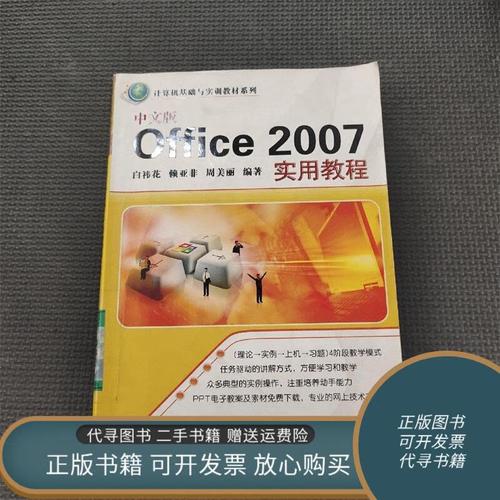 计算机基础与实训教材系列
中文版
Office 2007
实用教程
白祎花 赖亚非 周美丽 编著
(理论→实例→上机→习题)4阶段教学模式
任务驱动的讲解方式，方便学习和教学
众多典型的实例操作，注重培养动手能力
PPT电子教案及素材免费下载，专业的网上技术
代寻图书 二手书籍 赠送运费险
正版书籍 可开发票 放心购买
正版图书
可开发票
代寻书籍